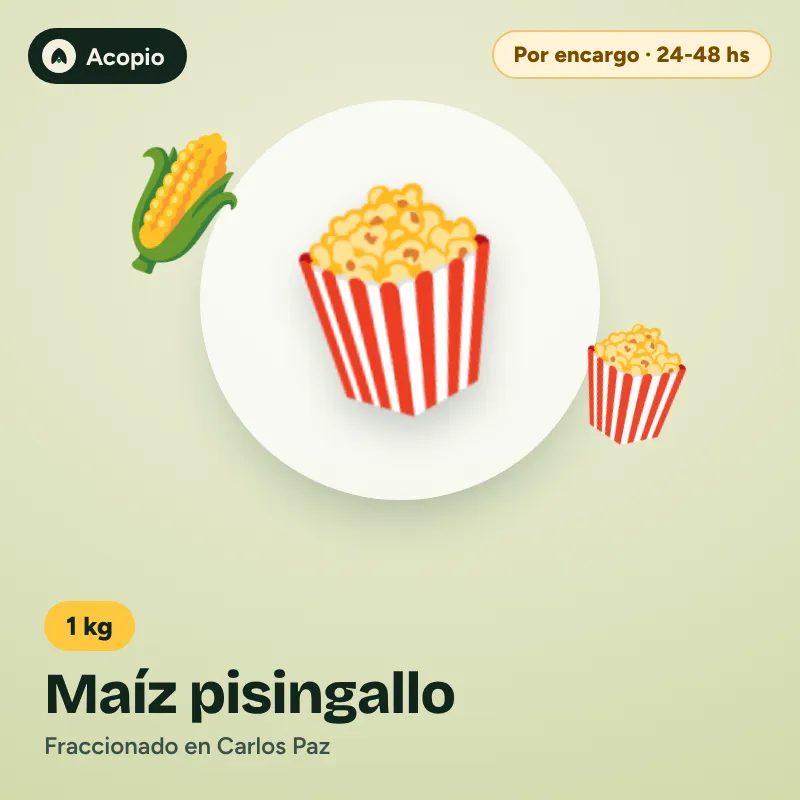 Acopio
Por encargo · 24-48 hs
1 kg
Maíz pisingallo
Fraccionado en Carlos Paz